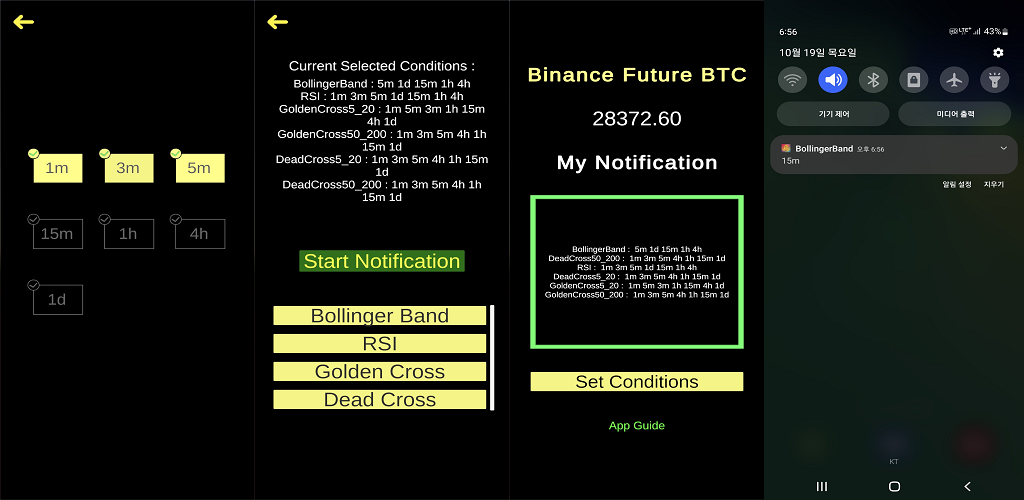 1m
3m
5m
15m
1h
4h
1d
Current Selected Conditions :
BollingerBand : 5m 1d 15m 1h 4h
RSI : 1m 3m 5m 1d 15m 1h 4h
GoldenCross5_20 : 1m 3m 5m 1h 15m
4h 1d
GoldenCross50_200 : 1m 3m 5m 4h 1h
15m 1d
DeadCross5_20 : 1m 3m 5m 4h 1h 15m
1d
DeadCross50_200 : 1m 3m 5m 4h 1h
15m 1d
Start Notification
Bollinger Band
RSI
Golden Cross
Dead Cross
Binance Future BTC
28372.60
My Notification
BollingerBand : 5m 1d 15m 1h 4h
DeadCross50_200 : 1m 3m 5m 4h 1h 15m 1d
RSI : 1m 3m 5m 1d 15m 1h 4h
DeadCross5_20 : 1m 3m 5m 4h 1h 15m 1d
GoldenCross5_20 : 1m 5m 3m 1h 15m 4h 1d
GoldenCross50_200 : 1m 3m 5m 4h 1h 15m 1d
Set Conditions
App Guide
6:56
LTE+ 43%
10월 19일 목요일
기기 제어
미디어 출력
BollingerBand 오후 6:56
15m
알림 설정 지우기
KT